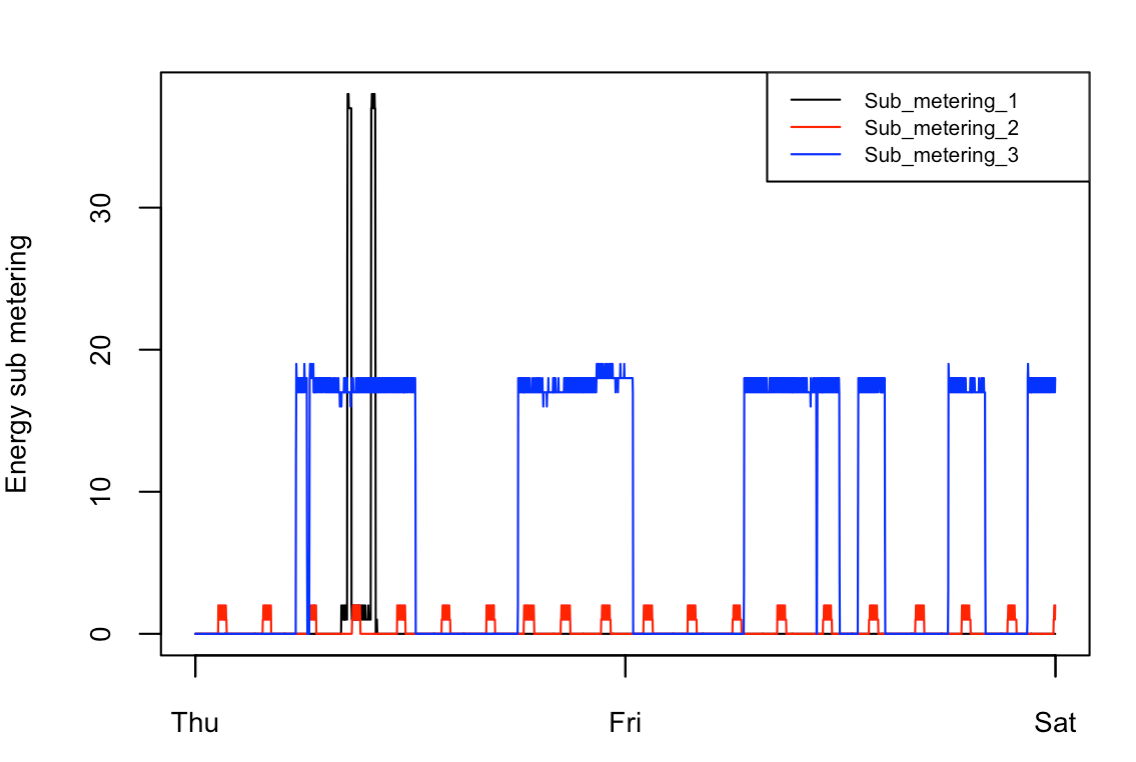 Sub_metering_1
Sub_metering_2
Sub_metering_3
Energy sub metering
30
20
10
0
Thu Fri Sat